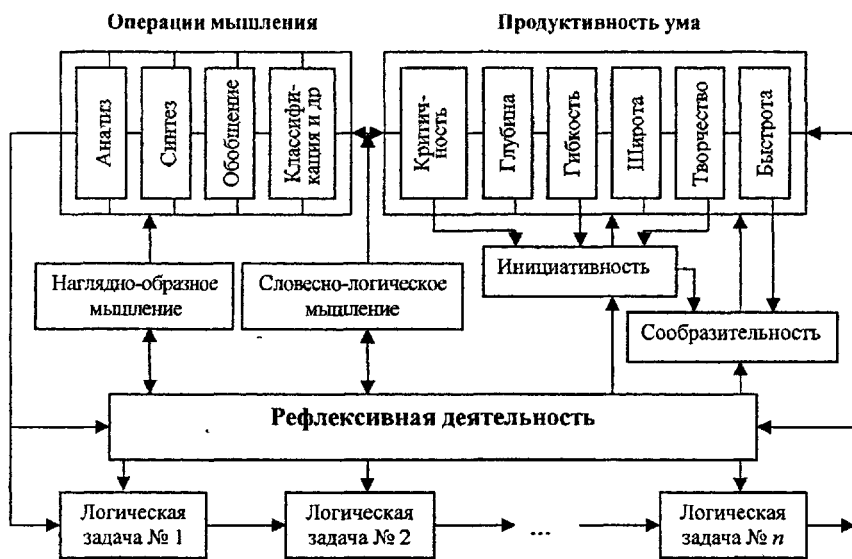 Операции мышления
Продуктивность ума
Анализ
Синтез
Обобщение
Классифи-
кация и др
Критич-
ность
Глубина
Гибкость
Широта
Творчество
Быстрота
Инициативность
Наглядно-образное
мышление
Словесно-логическое
мышление
Сообразительность
Рефлексивная деятельность
Логическая
задача № 1
Логическая
задача № 2
...
Логическая
задача № n